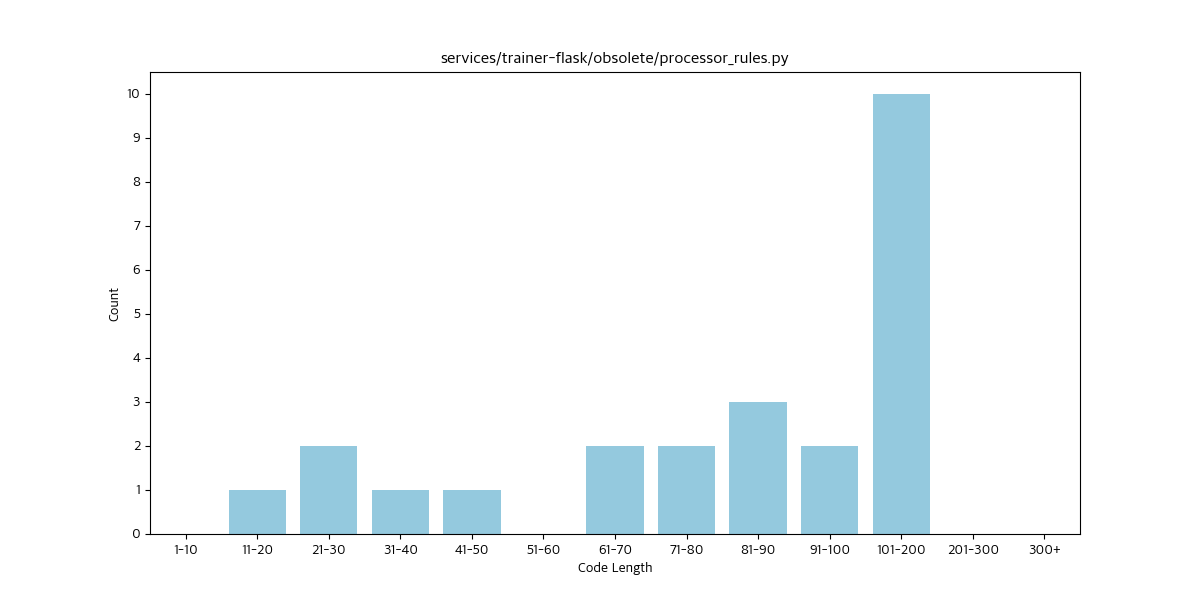 services/trainer-flask/obsolete/processor_rules.py
10
9
8
7
6
5
4
3
2
1
0
Count
1-10 11-20 21-30 31-40 41-50 51-60 61-70 71-80 81-90 91-100 101-200 201-300 300+
Code Length